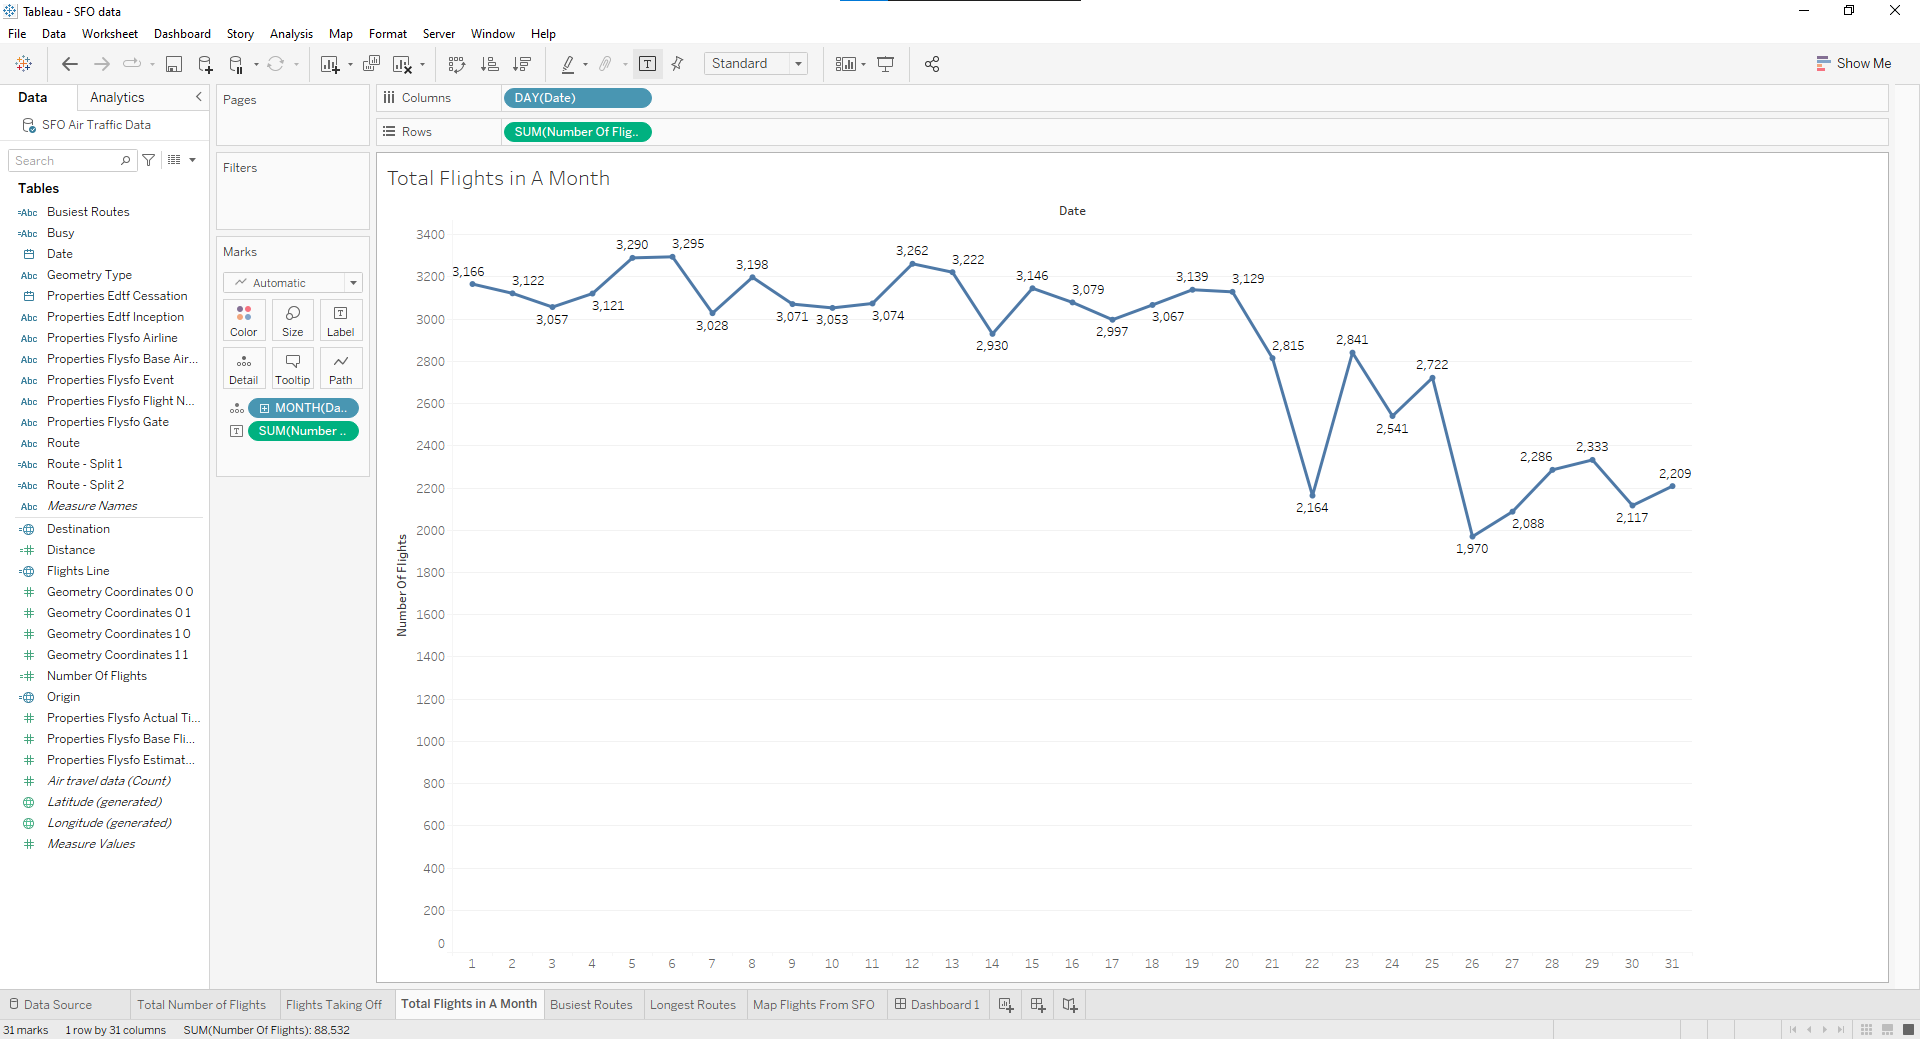 Tableau - SFO data
File Data Worksheet Dashboard Story Analysis Map Format Server Window Help
Standard
Show Me
Data Analytics
SFO Air Traffic Data
Search
Tables
Busiest Routes
Busy
Date
Geometry Type
Properties Edtf Cessation
Properties Edtf Inception
Properties Flysfo Airline
Properties Flysfo Base Air...
Properties Flysfo Event
Properties Flysfo Flight N...
Properties Flysfo Gate
Route
Route - Split 1
Route - Split 2
Measure Names
Destination
Distance
Flights Line
Geometry Coordinates 0 0
Geometry Coordinates 0 1
Geometry Coordinates 1 0
Geometry Coordinates 1 1
Number Of Flights
Origin
Properties Flysfo Actual Ti...
Properties Flysfo Base Fli...
Properties Flysfo Estimat...
Air travel data (Count)
Latitude (generated)
Longitude (generated)
Measure Values
Pages
Filters
Marks
Automatic
Color Size Label
Detail Tooltip Path
MONTH(Da..
SUM(Number ..
Columns DAY(Date)
Rows SUM(Number Of Flig..
Total Flights in A Month
Date
Number Of Flights
3400
3200
3000
2800
2600
2400
2200
2000
1800
1600
1400
1200
1000
800
600
400
200
0
3,166
3,122
3,057
3,121
3,290
3,295
3,028
3,198
3,071
3,053
3,074
3,262
3,222
2,930
3,146
3,079
2,997
3,067
3,139
3,129
2,815
2,164
2,841
2,541
2,722
1,970
2,088
2,286
2,333
2,117
2,209
1 2 3 4 5 6 7 8 9 10 11 12 13 14 15 16 17 18 19 20 21 22 23 24 25 26 27 28 29 30 31
Data Source Total Number of Flights Flights Taking Off Total Flights in A Month Busiest Routes Longest Routes Map Flights From SFO Dashboard 1
31 marks 1 row by 31 columns SUM(Number Of Flights): 88,532